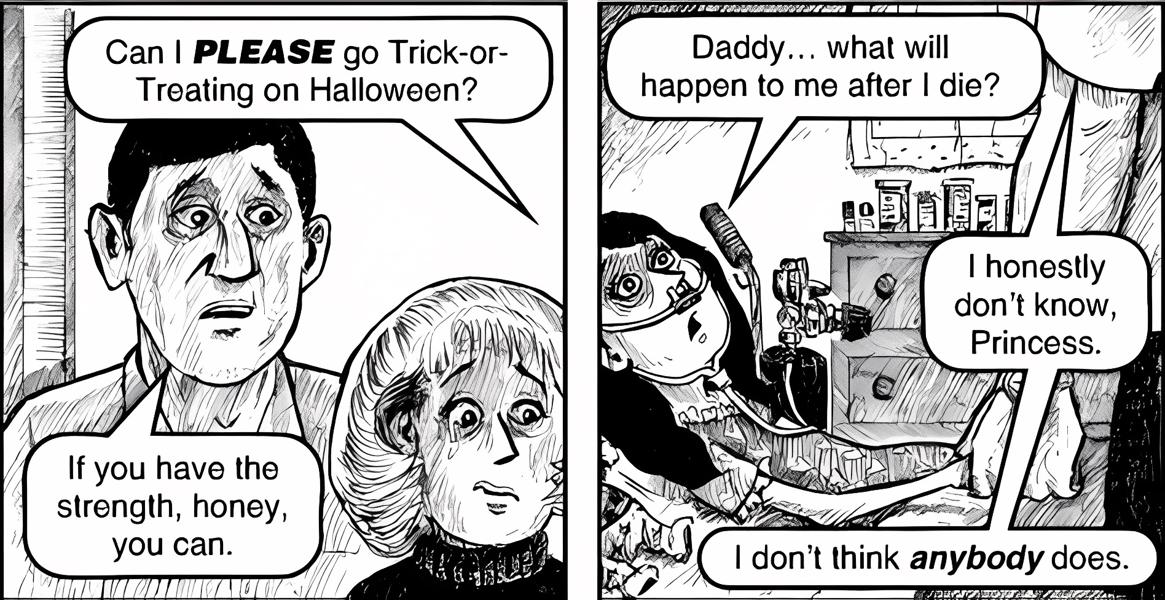 Can I PLEASE go Trick-or-
Treating on Halloween?
If you have the
strength, honey,
you can.
Daddy... what will
happen to me after I die?
I honestly
don't know,
Princess.
I don't think anybody does.